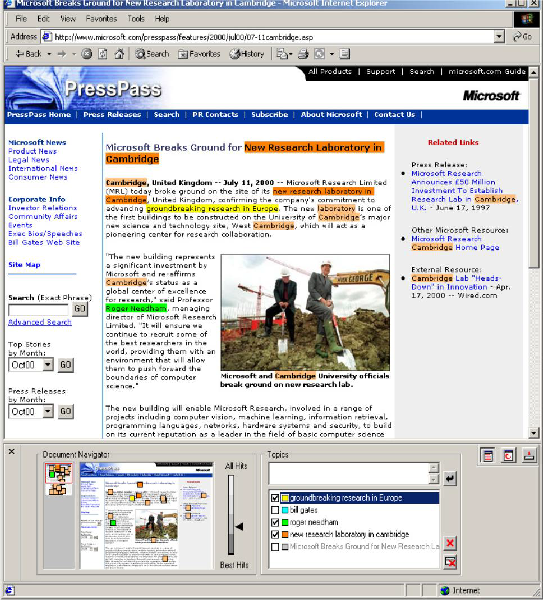 Microsoft Breaks Ground for New Research Laboratory in Cambridge - Microsoft Internet Explorer
File Edit View Favorites Tools Help
Address http://www.microsoft.com/presspass/features/2000/jul00/07-11cambridge.asp Go
Back Search Favorites History
All Products | Support | Search | microsoft.com Guide
PressPass
Microsoft
PressPass Home | Press Releases | Search | PR Contacts | Subscribe | About Microsoft | Contact Us |
Microsoft News
Product News
Legal News
International News
Consumer News
Corporate Info
Investor Relations
Community Affairs
Events
Exec Bios/Speeches
Bill Gates Web Site
Site Map
Search (Exact Phrase)
GO
Advanced Search
Top Stories
by Month:
Oct00 GO
Press Releases
by Month:
Oct00 GO
Microsoft Breaks Ground for New Research Laboratory in
Cambridge
Cambridge, United Kingdom -- July 11, 2000 -- Microsoft Research Limited
(MRL) today broke ground on the site of its new research laboratory in
Cambridge, United Kingdom, confirming the company's commitment to
advancing groundbreaking research in Europe. The new laboratory is one of
the first buildings to be constructed on the University of Cambridge's major
new science and technology site, West Cambridge, which will act as a
pioneering center for research collaboration.
"The new building represents
a significant investment by
Microsoft and re-affirms
Cambridge's status as a
global center of excellence
for research," said Professor
Roger Needham, managing
director of Microsoft Research
Limited. "It will ensure we
continue to recruit some of
the best researchers in the
world, providing them with an
environment that will allow
them to push forward the
boundaries of computer
science."
GEORGE
Microsoft and Cambridge University officials
break ground on new research lab.
The new building will enable Microsoft Research, involved in a range of
projects including computer vision, machine learning, information retrieval,
programming languages, networks, hardware systems and security, to build
on its current reputation as a leader in the field of basic computer science
Related Links
Press Release:
Microsoft Research
Announces £50 Million
Investment To Establish
Research Lab in Cambridge,
U.K. - June 17, 1997
Other Microsoft Resources:
Microsoft Research
Cambridge Home Page
External Resource:
Cambridge Lab "Heads-
Down" in Innovation - Apr.
17, 2000 -- Wired.com
Document Navigator
All Hits
Best Hits
Topics
groundbreaking research in Europe
bill gates
roger needham
new research laboratory in cambridge
Microsoft Breaks Ground for New Research La
Internet